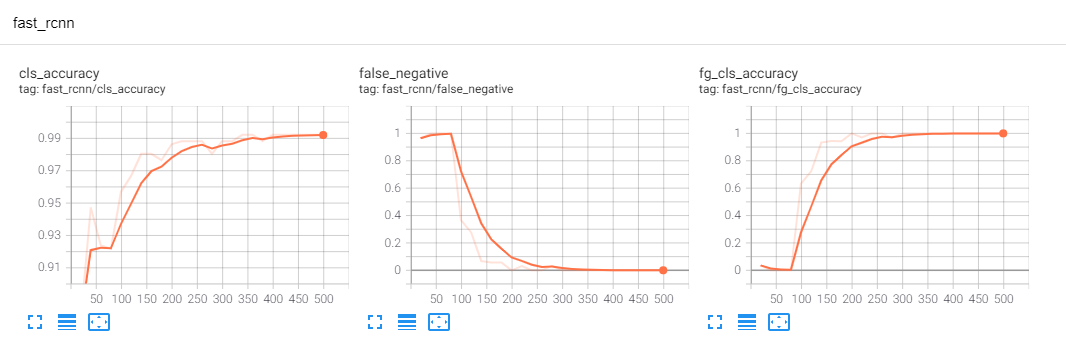 fast_rcnn
cls_accuracy
tag: fast_rcnn/cls_accuracy
0.99
0.97
0.95
0.93
0.91
50 100 150 200 250 300 350 400 450 500
false_negative
tag: fast_rcnn/false_negative
1
0.8
0.6
0.4
0.2
0
50 100 150 200 250 300 350 400 450 500
fg_cls_accuracy
tag: fast_rcnn/fg_cls_accuracy
1
0.8
0.6
0.4
0.2
0
50 100 150 200 250 300 350 400 450 500